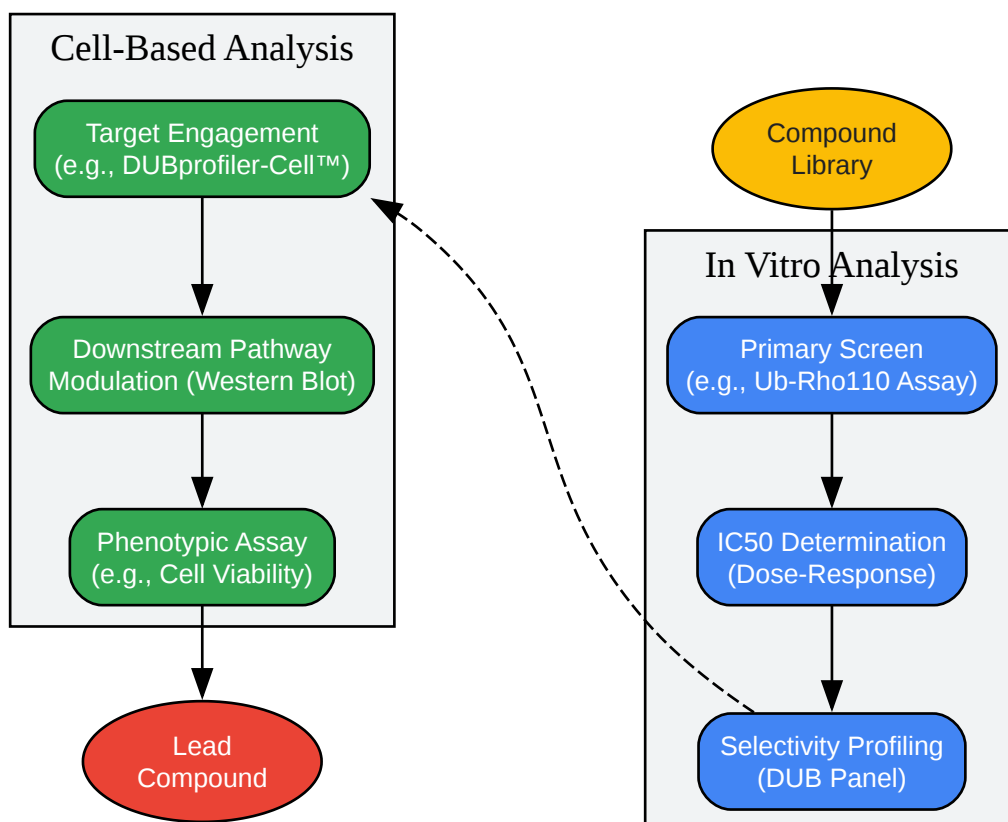 Cell-Based Analysis
Target Engagement
(e.g., DUBprofiler-Cell™)
Downstream Pathway
Modulation (Western Blot)
Phenotypic Assay
(e.g., Cell Viability)
Lead
Compound
Compound
Library
In Vitro Analysis
Primary Screen
(e.g., Ub-Rho110 Assay)
IC50 Determination
(Dose-Response)
Selectivity Profiling
(DUB Panel)